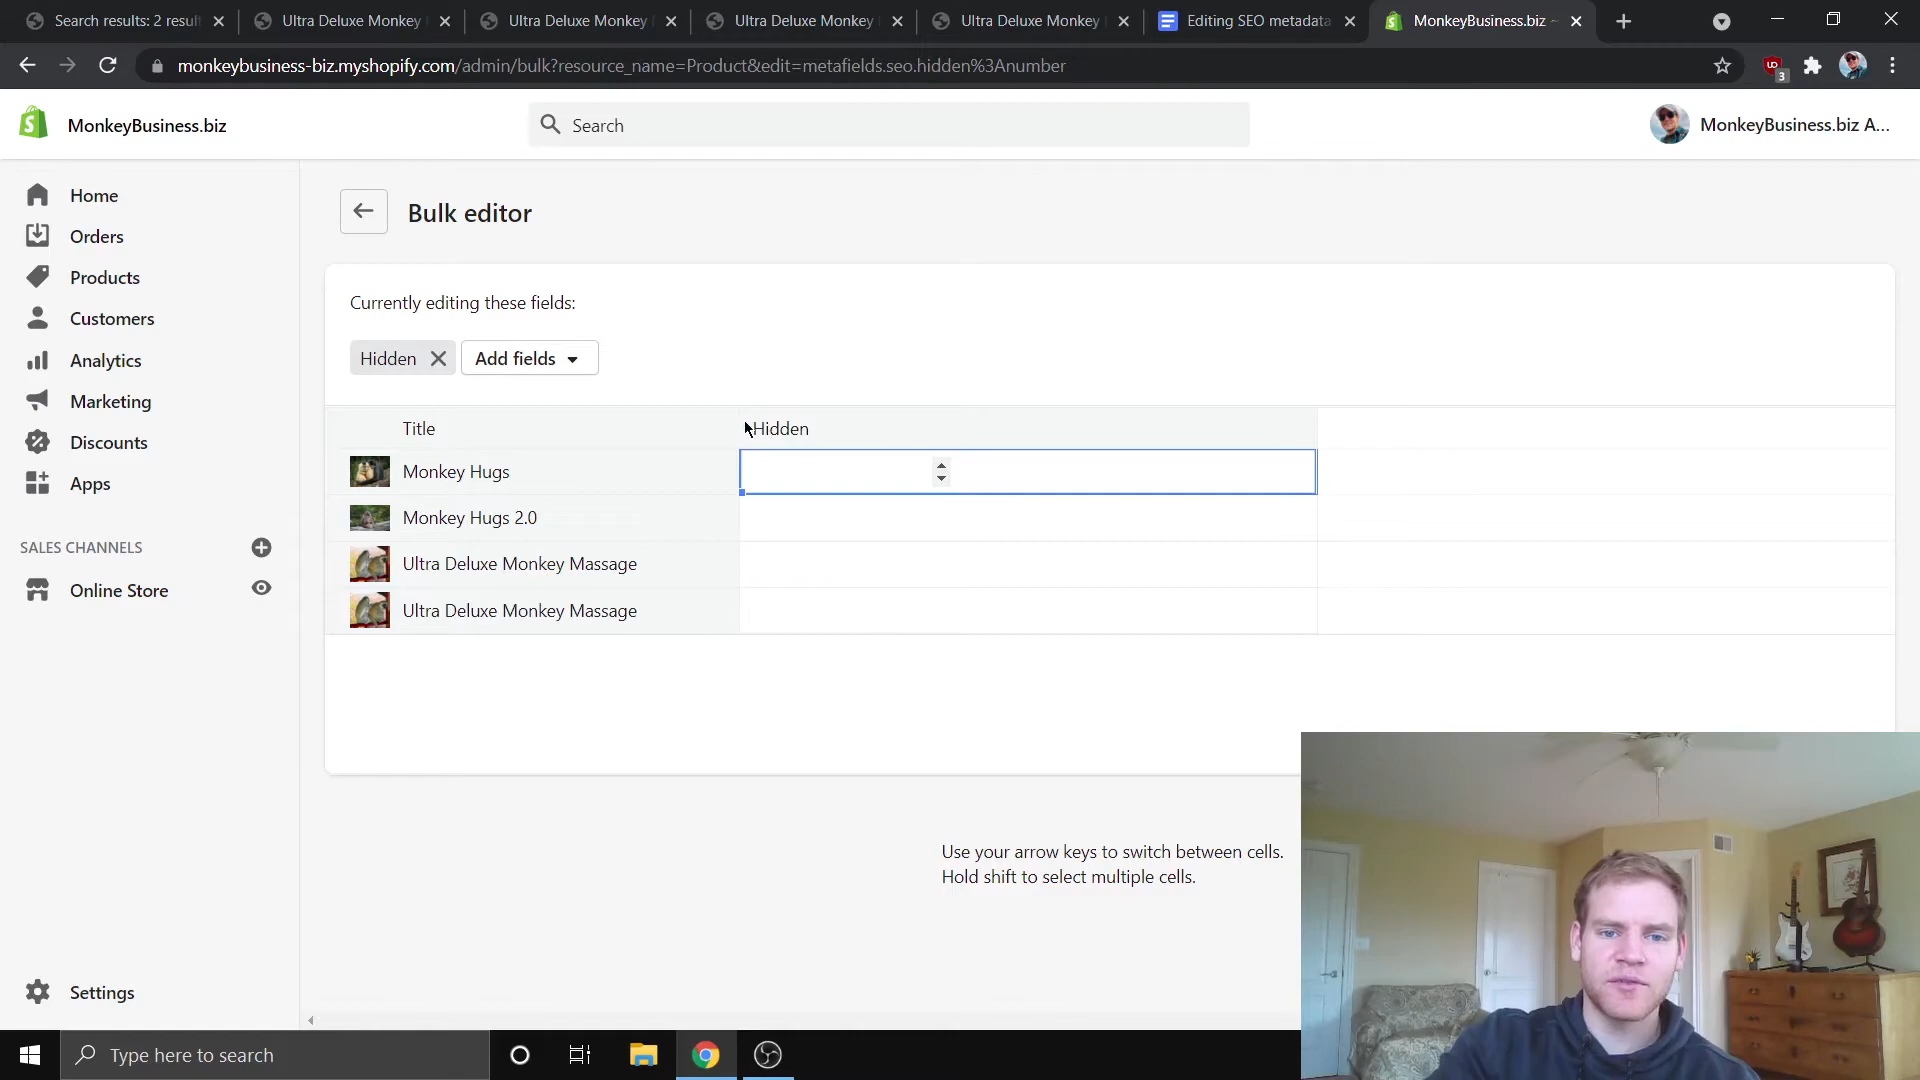 Search results: 2 resul
Ultra Deluxe Monkey
Ultra Deluxe Monkey
Ultra Deluxe Monkey
Ultra Deluxe Monkey
Editing SEO metadata
MonkeyBusiness.biz ~
monkeybusiness-biz.myshopify.com/admin/bulk?resource_name=Product&edit=metafields.seo.hidden%3Anumber
3
MonkeyBusiness.biz
Search
MonkeyBusiness.biz A...
Home
Orders
Products
Customers
Analytics
Marketing
Discounts
Apps
SALES CHANNELS
Online Store
Settings
Bulk editor
Currently editing these fields:
Hidden
Add fields
Title
Hidden
Monkey Hugs
Monkey Hugs 2.0
Ultra Deluxe Monkey Massage
Ultra Deluxe Monkey Massage
Use your arrow keys to switch between cells.
Hold shift to select multiple cells.
Type here to search